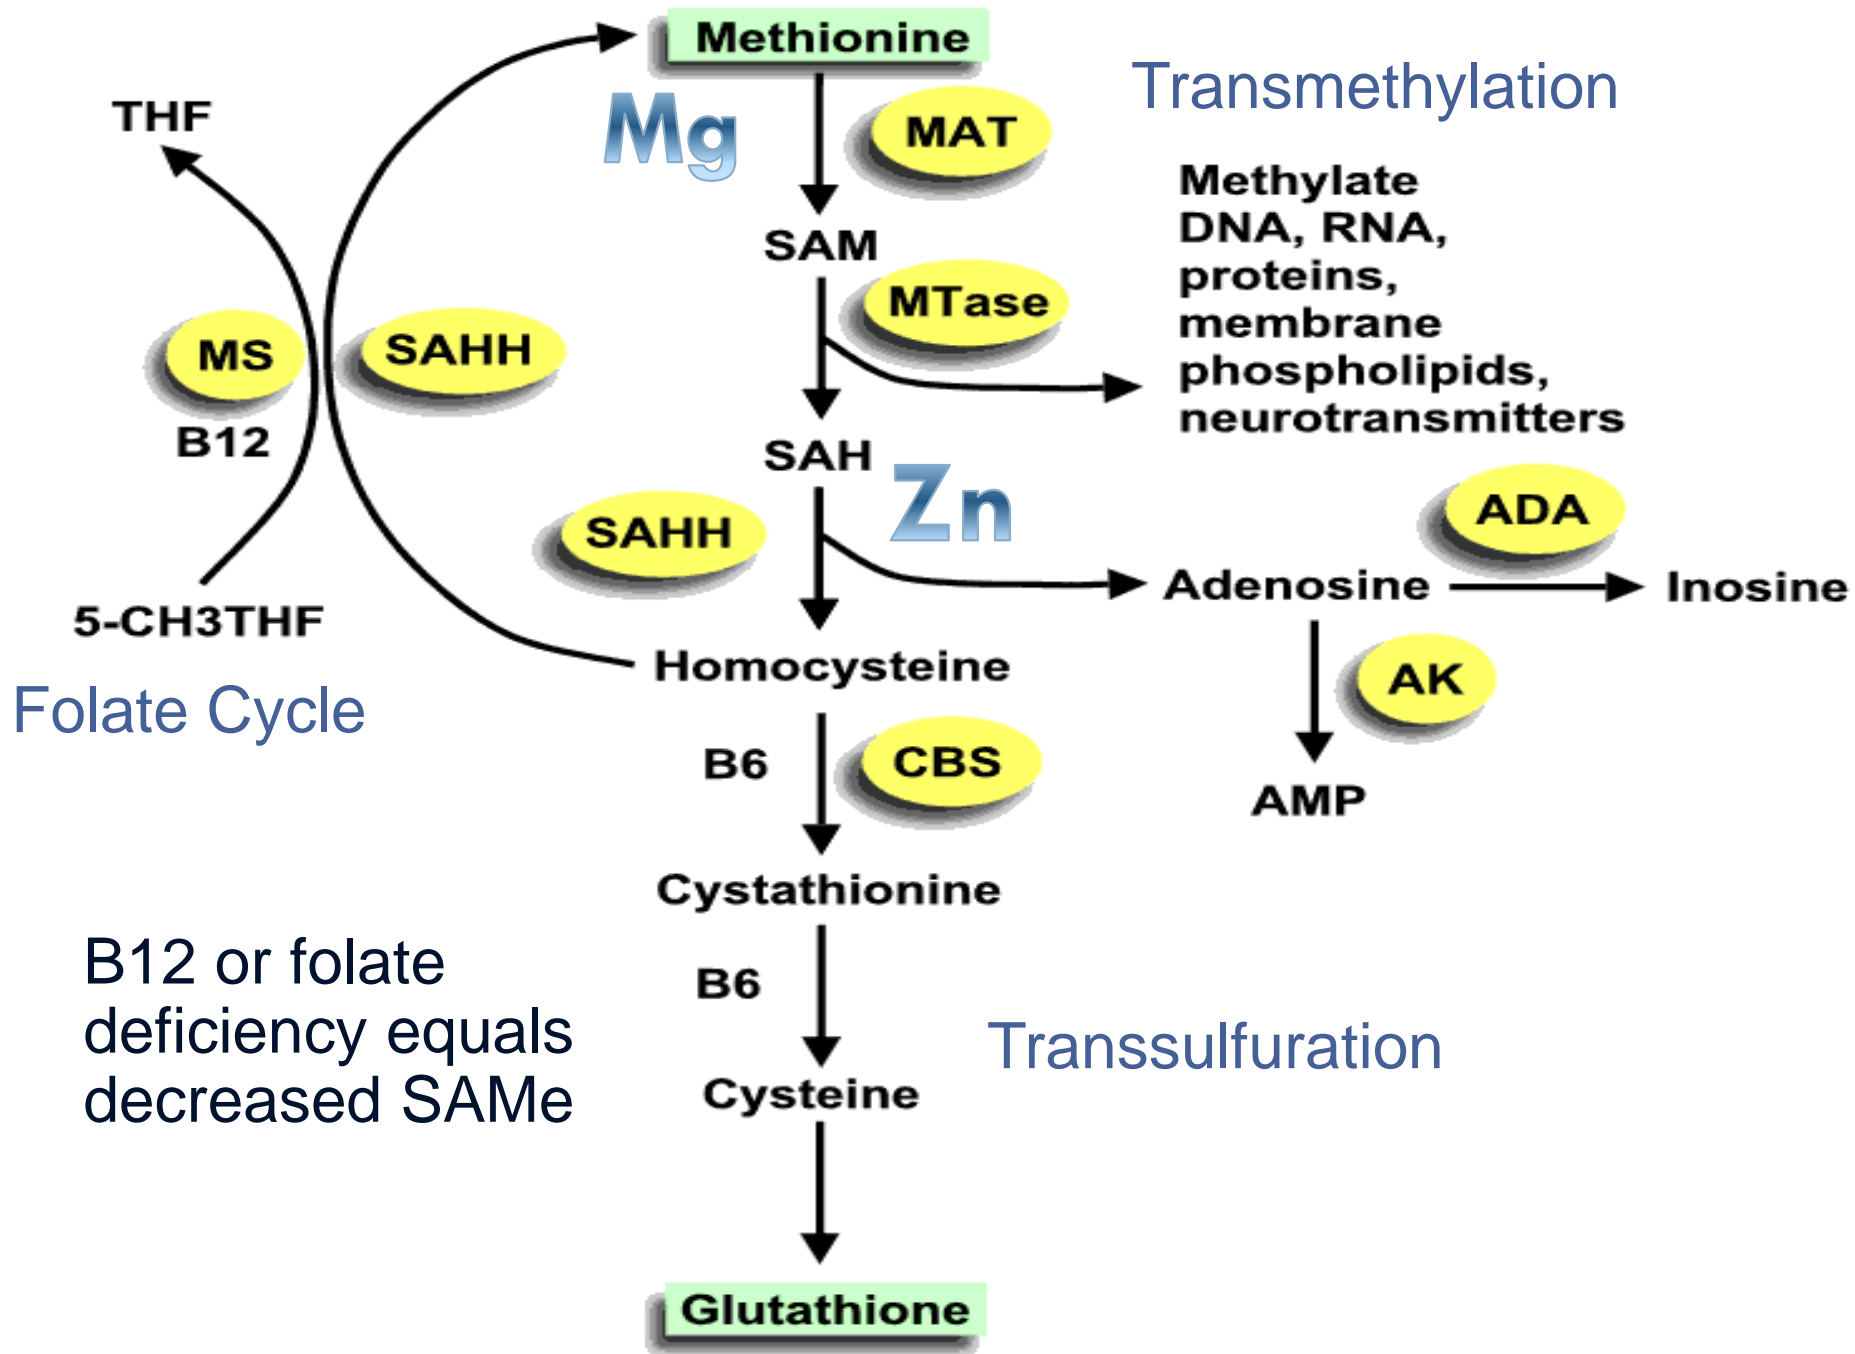 Methionine
Transmethylation
THF
Mg
MAT
Methylate
DNA, RNA,
proteins,
membrane
phospholipids,
neurotransmitters
SAM
MTase
MS
SAHH
B12
SAH
Zn
SAHH
ADA
5-CH3THF
Adenosine
Inosine
Folate Cycle
Homocysteine
AK
B6
CBS
AMP
Cystathionine
B12 or folate
deficiency equals
decreased SAMe
B6
Transsulfuration
Cysteine
Glutathione